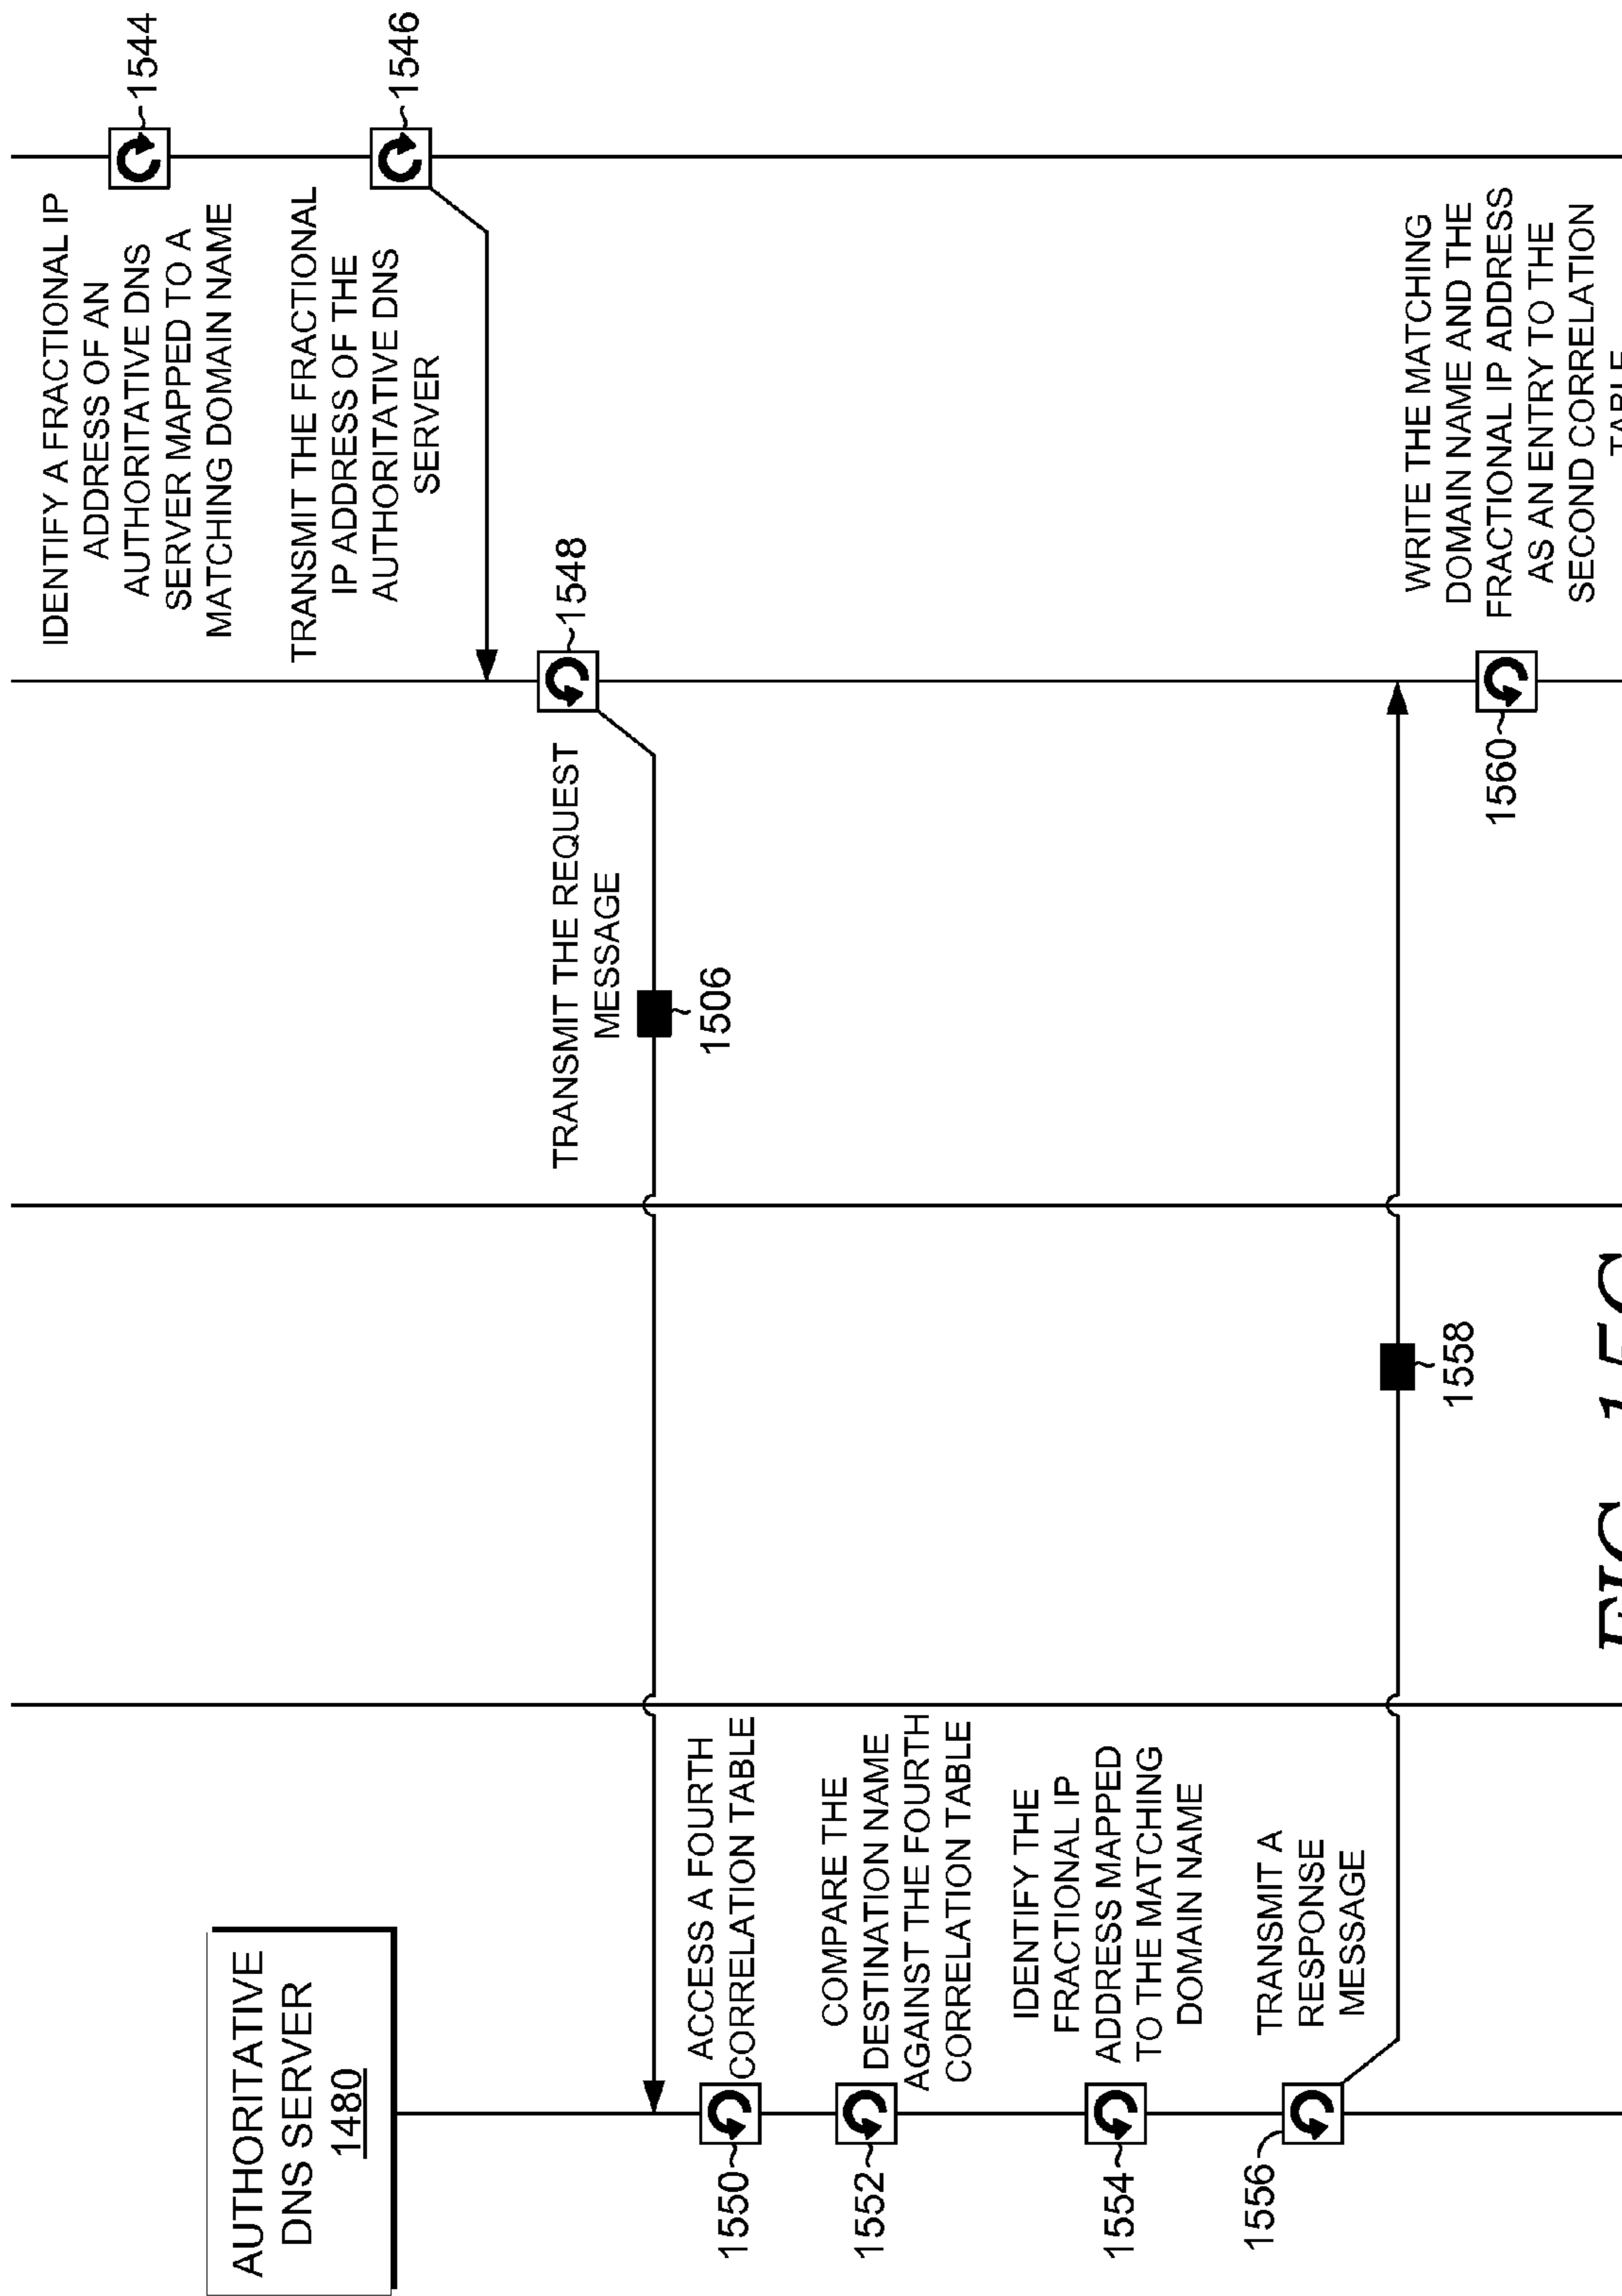 AUTHORITATIVE
DNS SERVER
1480
IDENTIFY A FRACTIONAL IP
ADDRESS OF AN
AUTHORITATIVE DNS
SERVER MAPPED TO A
MATCHING DOMAIN NAME
1544
TRANSMIT THE FRACTIONAL
IP ADDRESS OF THE
AUTHORITATIVE DNS
SERVER
1546
TRANSMIT THE REQUEST
MESSAGE
1548
1506
ACCESS A FOURTH
CORRELATION TABLE
1550
COMPARE THE
DESTINATION NAME
AGAINST THE FOURTH
CORRELATION TABLE
1552
IDENTIFY THE
FRACTIONAL IP
ADDRESS MAPPED
TO THE MATCHING
DOMAIN NAME
1554
TRANSMIT A
RESPONSE
MESSAGE
1556
1558
WRITE THE MATCHING
DOMAIN NAME AND THE
FRACTIONAL IP ADDRESS
AS AN ENTRY TO THE
SECOND CORRELATION
TABLE
1560